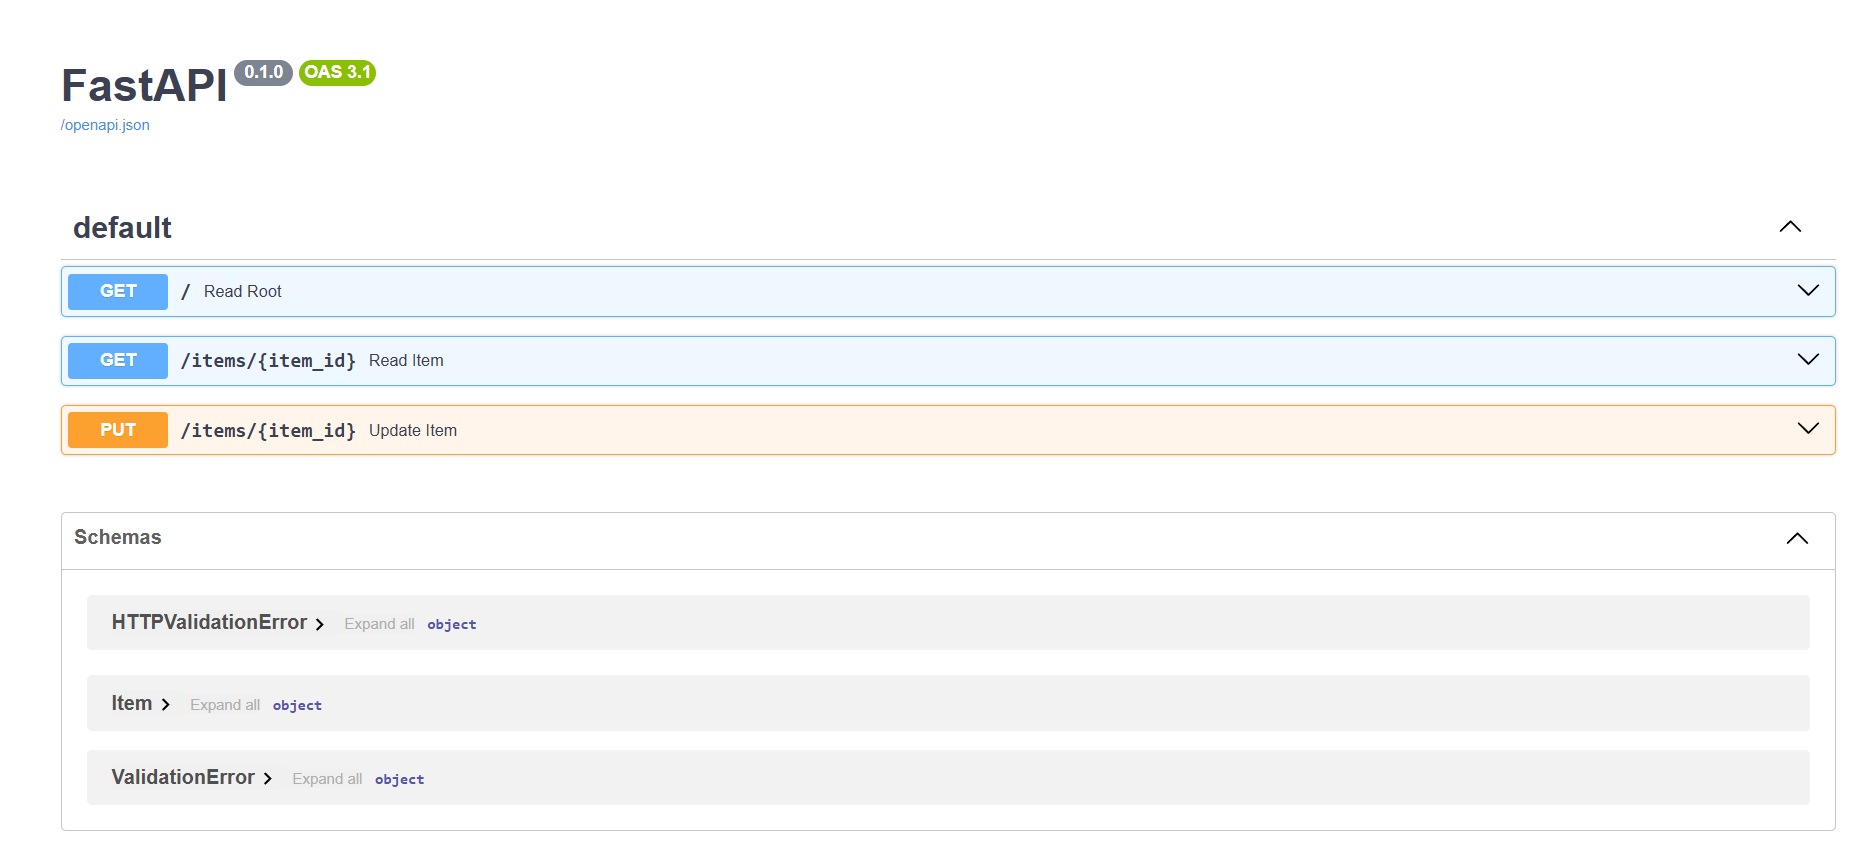 FastAPI 0.1.0 OAS 3.1
/openapi.json
default
GET / Read Root
GET /items/{item_id} Read Item
PUT /items/{item_id} Update Item
Schemas
HTTPValidationError Expand all object
Item Expand all object
ValidationError Expand all object